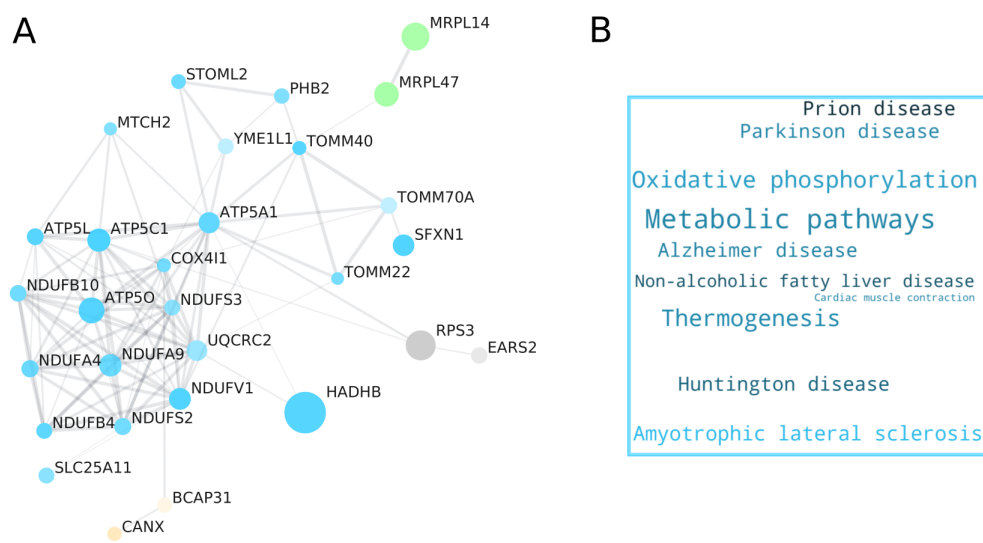 A
B
MRPL14
MRPL47
STOML2
PHB2
MTCH2
YME1L1
TOMM40
TOMM70A
ATP5A1
ATP5L
ATP5C1
SFXN1
COX4I1
TOMM22
NDUFB10
ATP5O
NDUFS3
RPS3
UQCRC2
EARS2
NDUFA4
NDUFA9
NDUFV1
HADHB
NDUFB4
NDUFS2
SLC25A11
BCAP31
CANX
Prion disease
Parkinson disease
Oxidative phosphorylation
Metabolic pathways
Alzheimer disease
Non-alcoholic fatty liver disease
Cardiac muscle contraction
Thermogenesis
Huntington disease
Amyotrophic lateral sclerosis